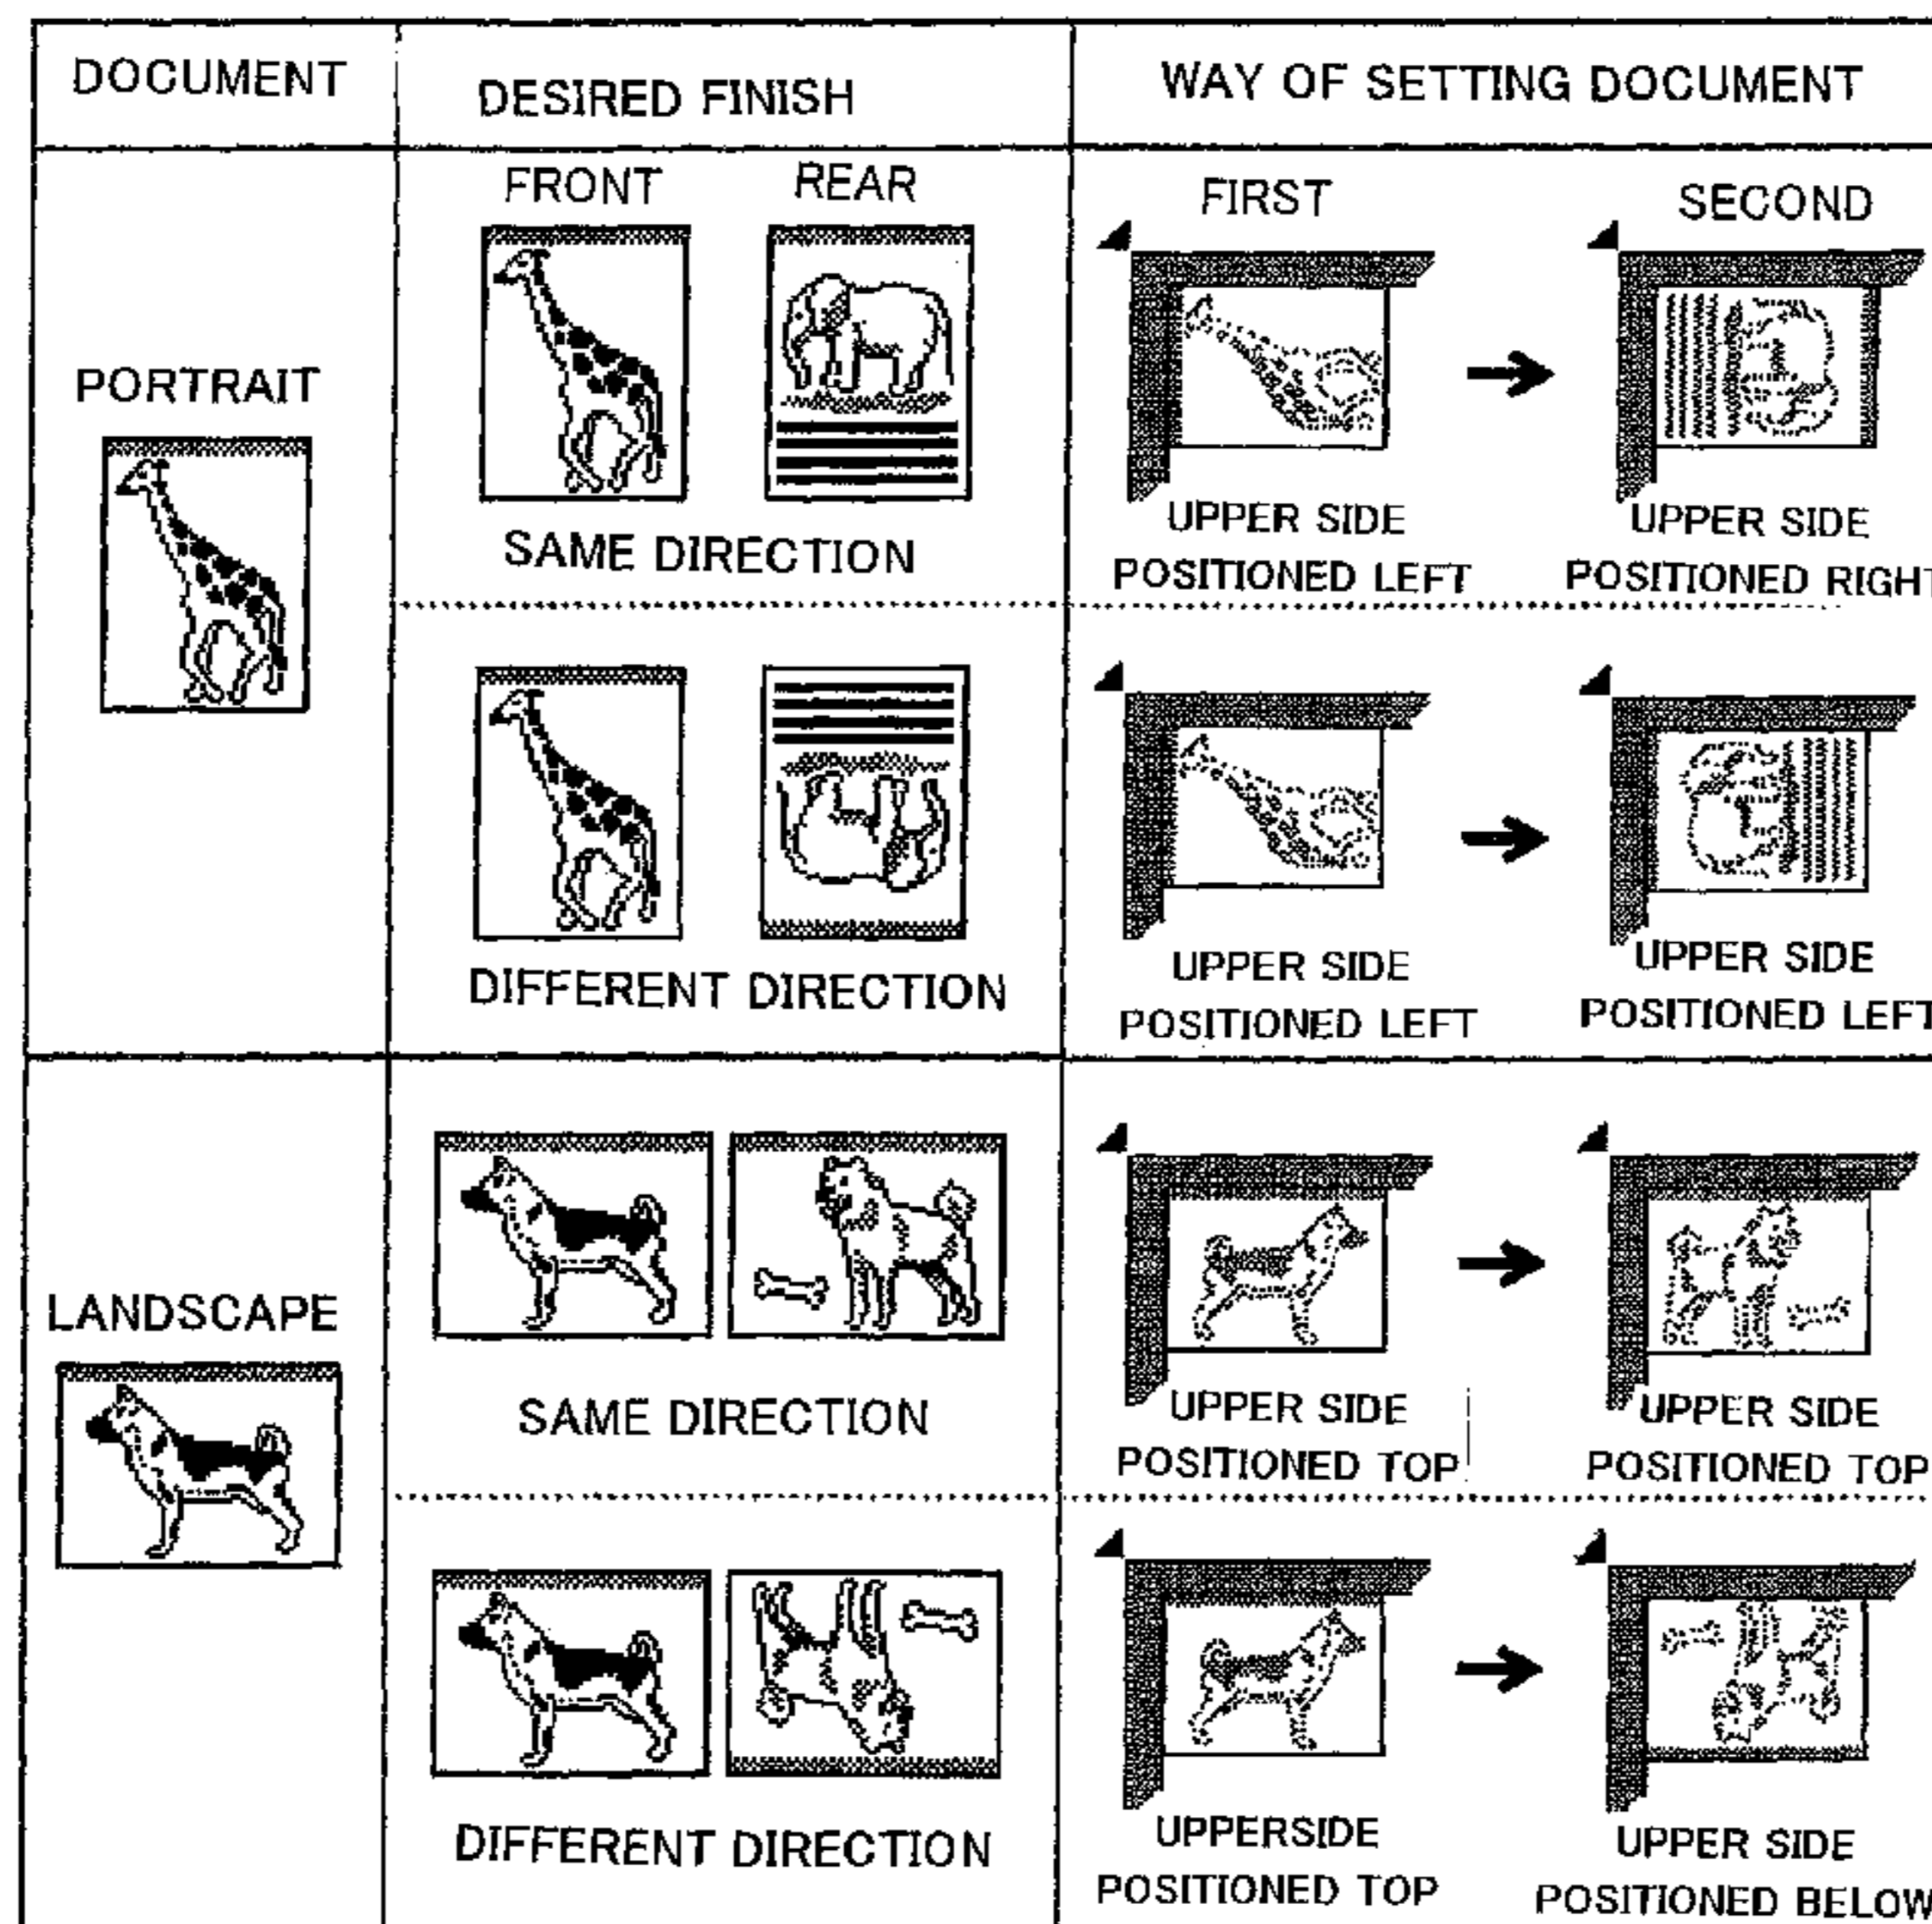 DOCUMENT
DESIRED FINISH
WAY OF SETTING DOCUMENT
PORTRAIT
FRONT
REAR
FIRST
SECOND
SAME DIRECTION
UPPER SIDE
POSITIONED LEFT
UPPER SIDE
POSITIONED RIGHT
DIFFERENT DIRECTION
UPPER SIDE
POSITIONED LEFT
UPPER SIDE
POSITIONED LEFT
LANDSCAPE
SAME DIRECTION
UPPER SIDE
POSITIONED TOP
UPPER SIDE
POSITIONED TOP
DIFFERENT DIRECTION
UPPERSIDE
POSITIONED TOP
UPPER SIDE
POSITIONED BELOW